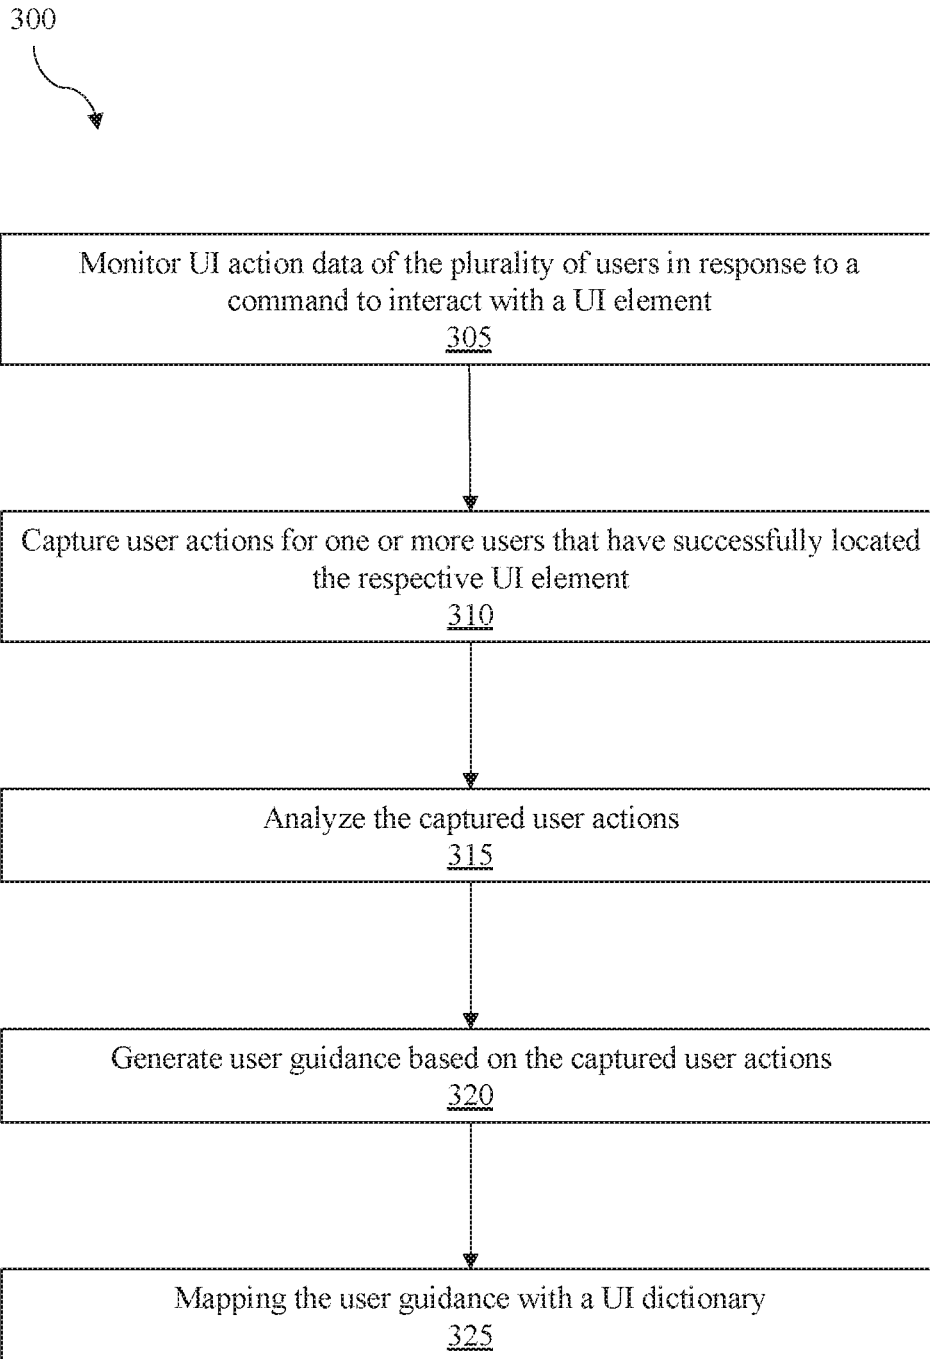 300
Monitor UI action data of the plurality of users in response to a
command to interact with a UI element
305
Capture user actions for one or more users that have successfully located
the respective UI element
310
Analyze the captured user actions
315
Generate user guidance based on the captured user actions
320
Mapping the user guidance with a UI dictionary
325